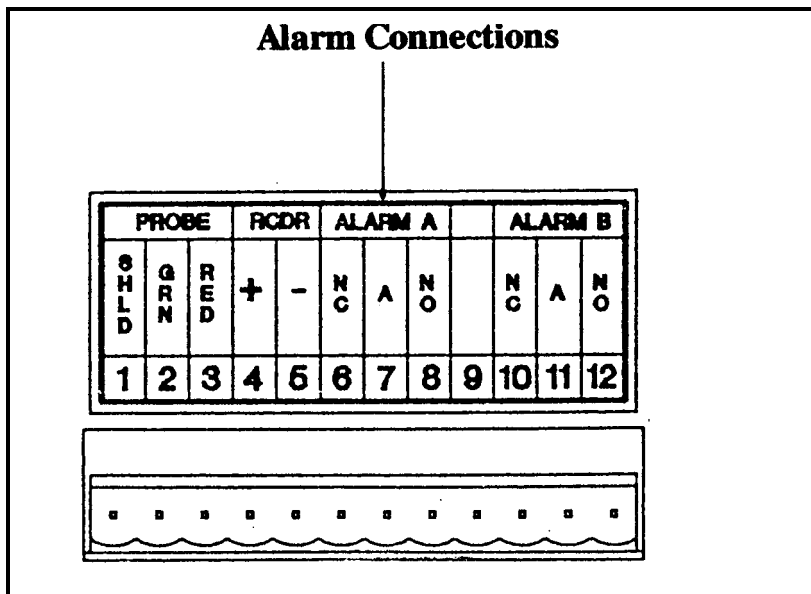 Alarm Connections
PROBE RCDR ALARM A ALARM B
SHLD GRN RED + - NC A NO NC A NO
1 2 3 4 5 6 7 8 9 10 11 12